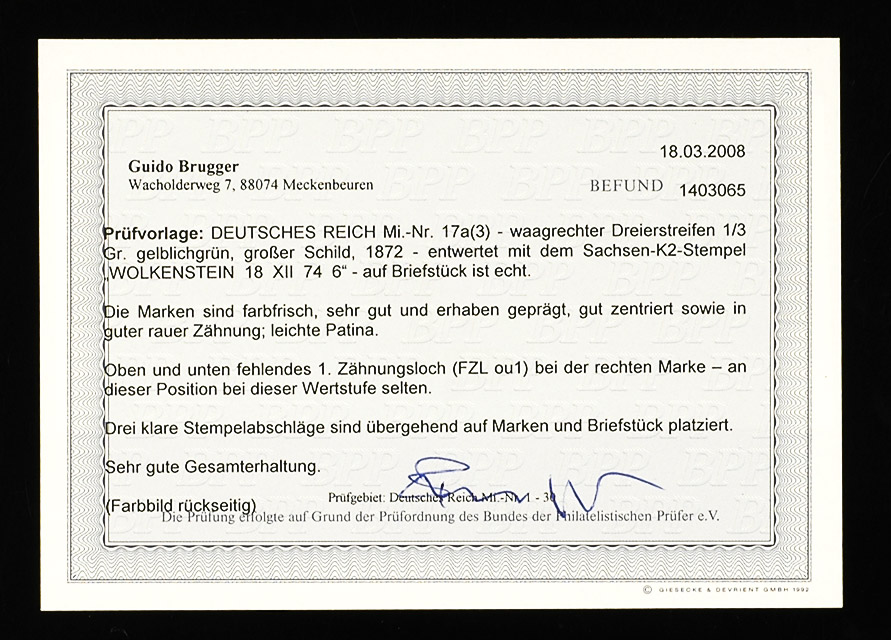 18.03.2008
Guido Brugger
Wacholderweg 7, 88074 Meckenbeuren
BEFUND 1403065
Prüfvorlage: DEUTSCHES REICH Mi.-Nr. 17a(3) - waagrechter Dreierstreifen 1/3
Gr. gelblichgrün, großer Schild, 1872 - entwertet mit dem Sachsen-K2-Stempel
„WOLKENSTEIN 18 XII 74 6“ - auf Briefstück ist echt.
Die Marken sind farbfrisch, sehr gut und erhaben geprägt, gut zentriert sowie in
guter rauer Zähnung; leichte Patina.
Oben und unten fehlendes 1. Zähnungsloch (FZL ou1) bei der rechten Marke – an
dieser Position bei dieser Wertstufe selten.
Drei klare Stempelabschläge sind übergehend auf Marken und Briefstück platziert.
Sehr gute Gesamterhaltung.
Prüfgebiet: Deutsches Reich Mi.-Nr. 1 - 30
(Farbbild rückseitig)
Die Prüfung erfolgte auf Grund der Prüfordnung des Bundes der Philatelistischen Prüfer e.V.
© GIESECKE & DEVRIENT GMBH 1992